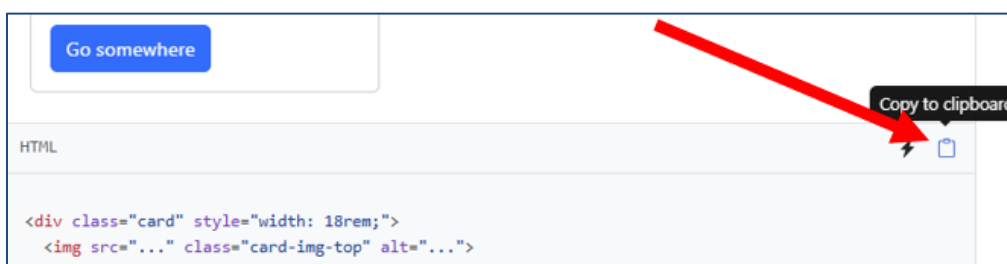 Go somewhere
Copy to clipboard
HTML
<div class="card" style="width: 18rem;">
<img src="..." class="card-img-top" alt="...">